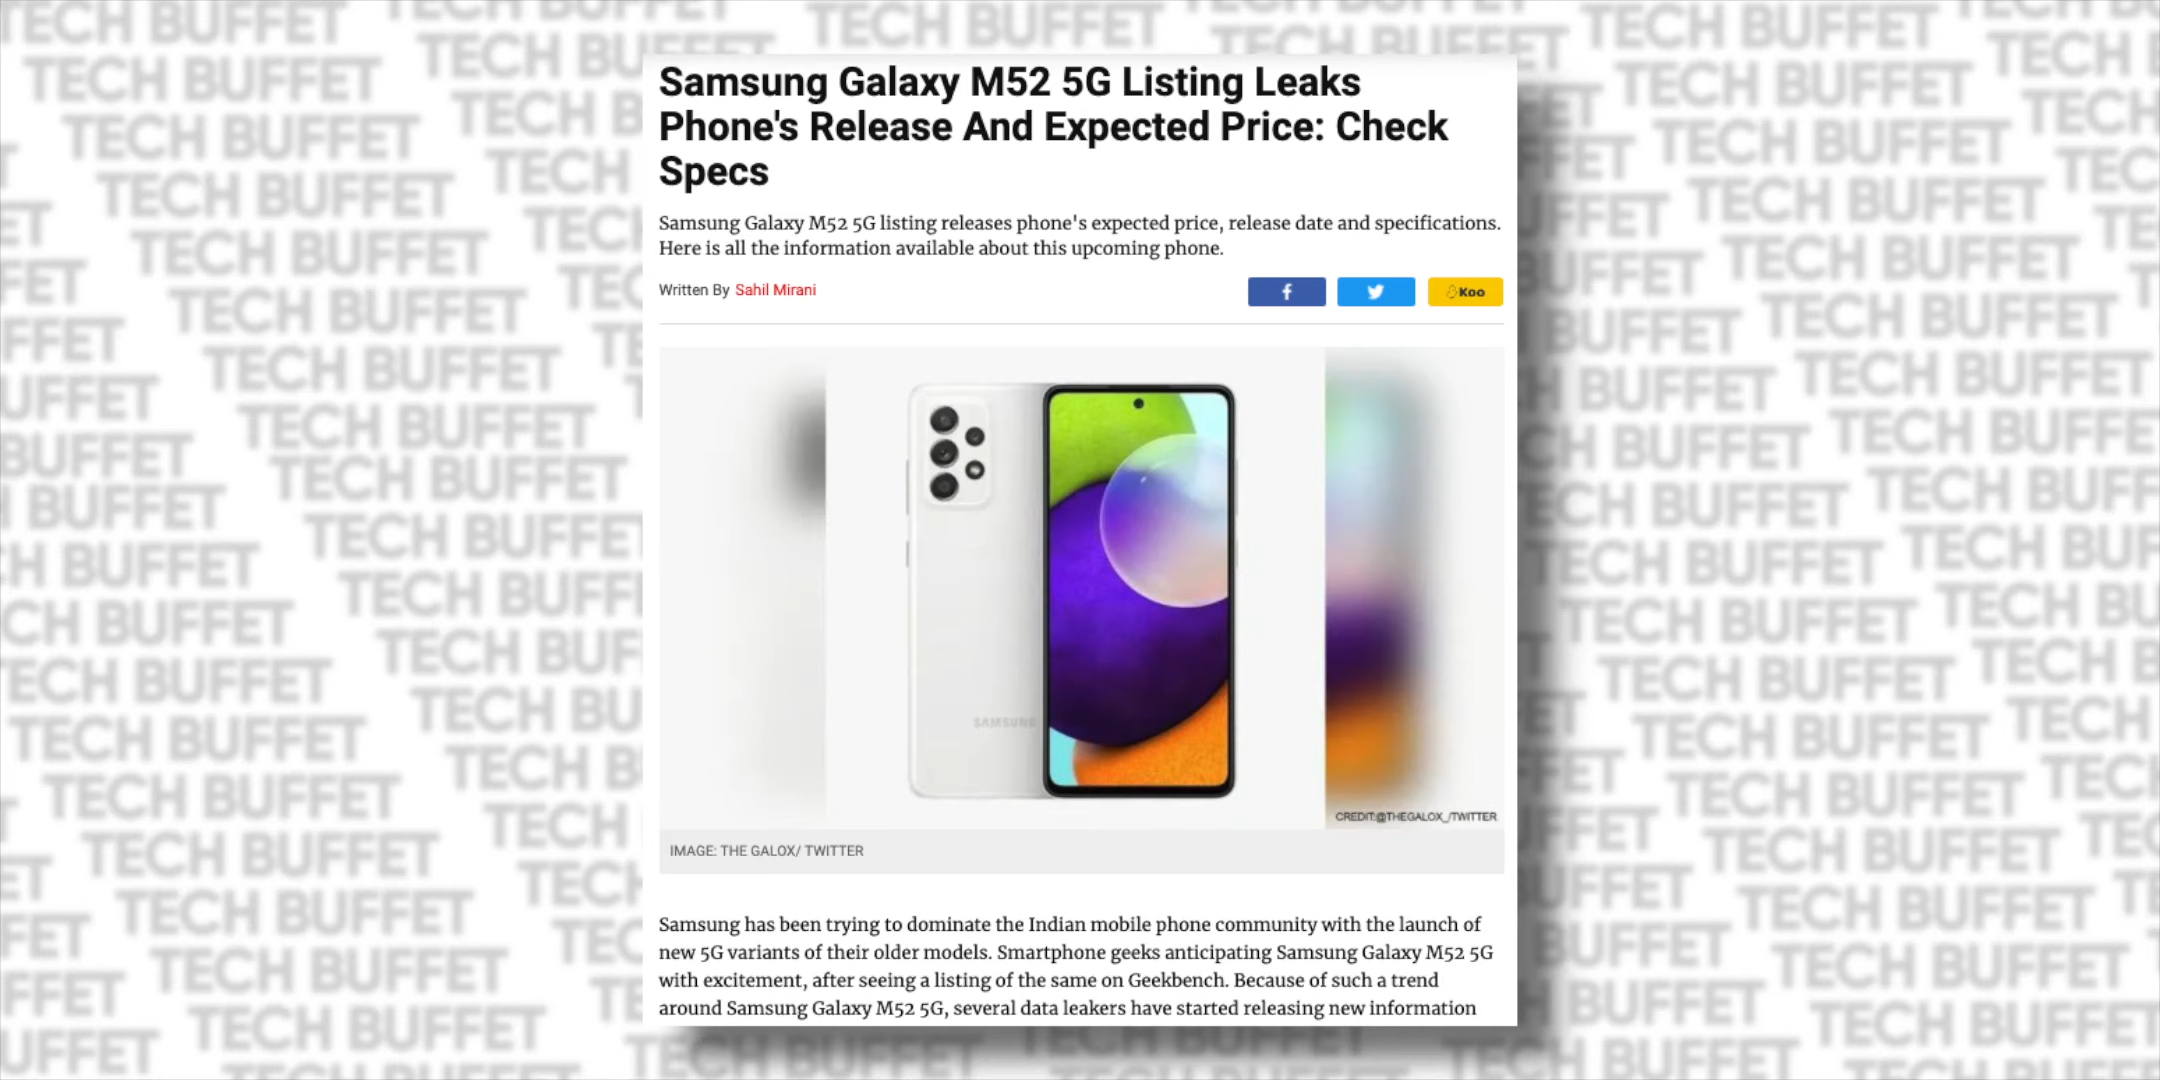 Samsung Galaxy M52 5G Listing Leaks
Phone's Release And Expected Price: Check
Specs
Samsung Galaxy M52 5G listing releases phone's expected price, release date and specifications.
Here is all the information available about this upcoming phone.
Written By Sahil Mirani
Koo
SAMSUNG
CREDIT:@THEGALOX_/TWITTER
IMAGE: THE GALOX/ TWITTER
Samsung has been trying to dominate the Indian mobile phone community with the launch of
new 5G variants of their older models. Smartphone geeks anticipating Samsung Galaxy M52 5G
with excitement, after seeing a listing of the same on Geekbench. Because of such a trend
around Samsung Galaxy M52 5G, several data leakers have started releasing new information
TECH BUFFET